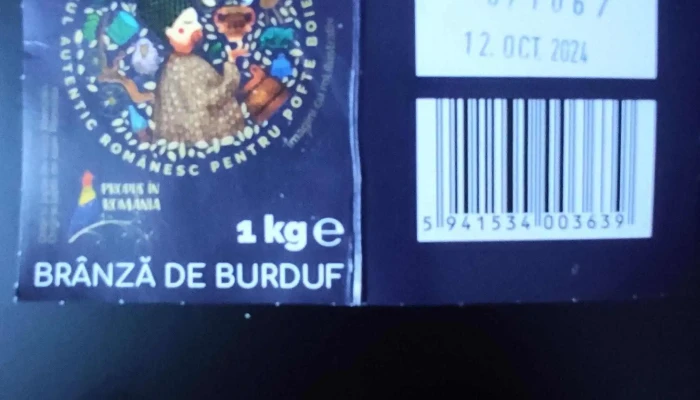 UL AUTENTIC ROMÂNESC PENTRU POFTE BOIE
PRODUS ÎN
ROMÂNIA
1 kg e
BRÂNZĂ DE BURDUF
12. OCT. 2024
5 941534 003639